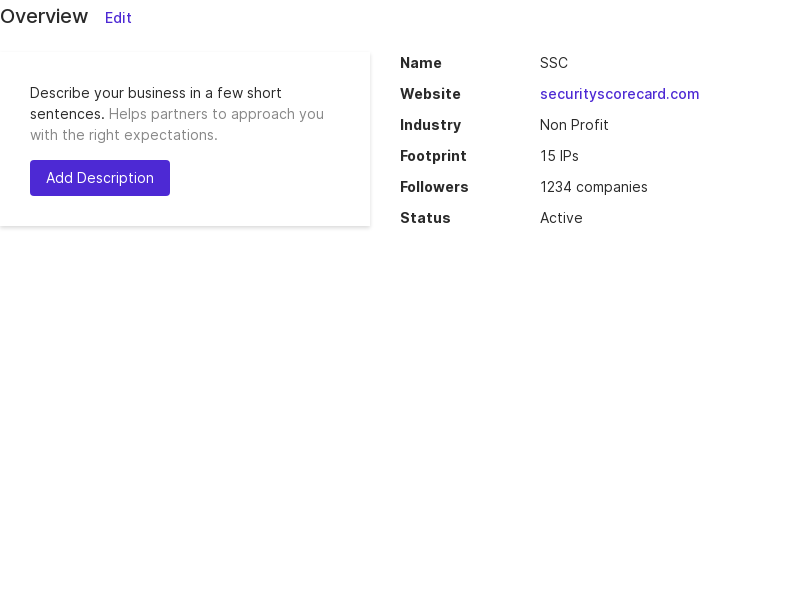 Overview Edit
Describe your business in a few short
sentences. Helps partners to approach you
with the right expectations.
Add Description
Name SSC
Website securityscorecard.com
Industry Non Profit
Footprint 15 IPs
Followers 1234 companies
Status Active